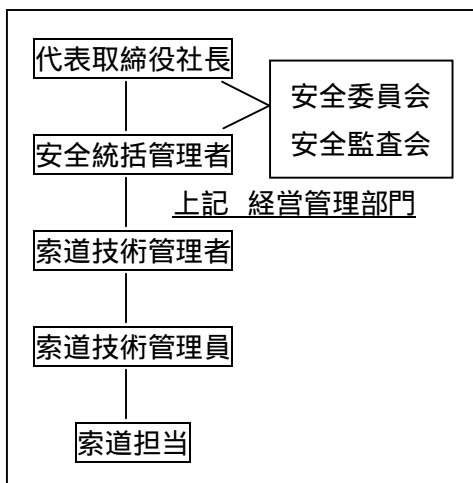 代表取締役社長
安全委員会
安全監査会
安全統括管理者
上記 経営管理部門
索道技術管理者
索道技術管理員
索道担当